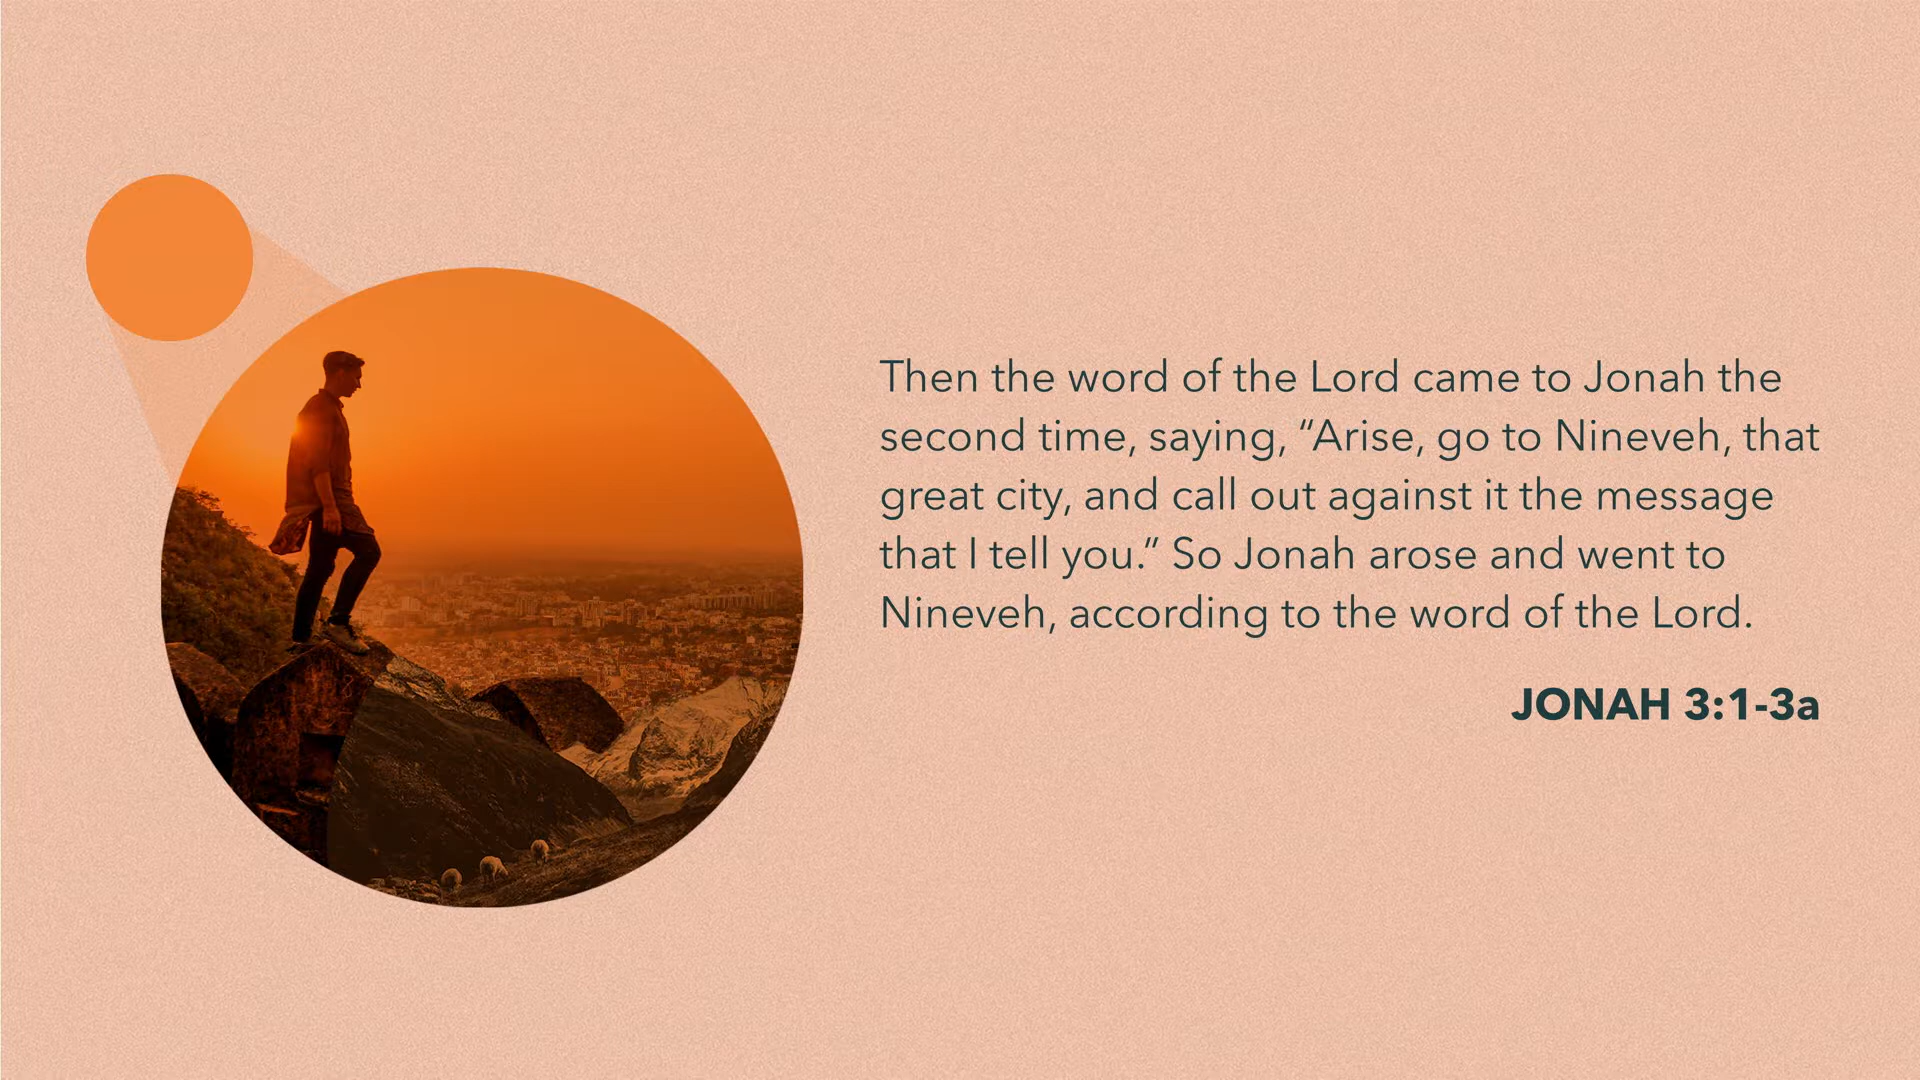 Then the word of the Lord came to Jonah the
second time, saying, “Arise, go to Nineveh, that
great city, and call out against it the message
that I tell you.” So Jonah arose and went to
Nineveh, according to the word of the Lord.
JONAH 3:1-3a